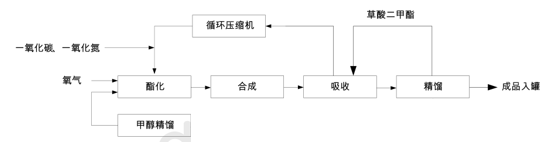 循环压缩机
草酸二甲酯
一氧化碳、一氧化氮
氧气
酯化
合成
吸收
精馏
成品入罐
甲醇精馏